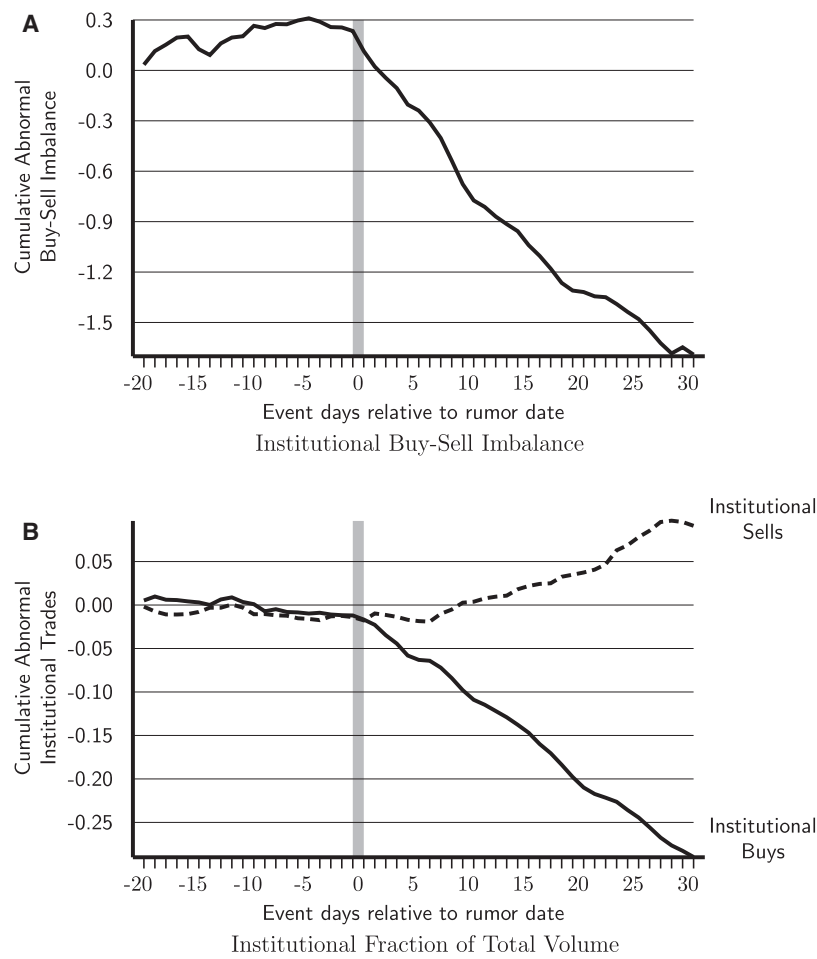 A
Cumulative Abnormal
Buy-Sell Imbalance
0.3
0.0
-0.3
-0.6
-0.9
-1.2
-1.5
-20 -15 -10 -5 0 5 10 15 20 25 30
Event days relative to rumor date
Institutional Buy-Sell Imbalance
B
Cumulative Abnormal
Institutional Trades
0.05
0.00
-0.05
-0.10
-0.15
-0.20
-0.25
Institutional
Sells
Institutional
Buys
-20 -15 -10 -5 0 5 10 15 20 25 30
Event days relative to rumor date
Institutional Fraction of Total Volume